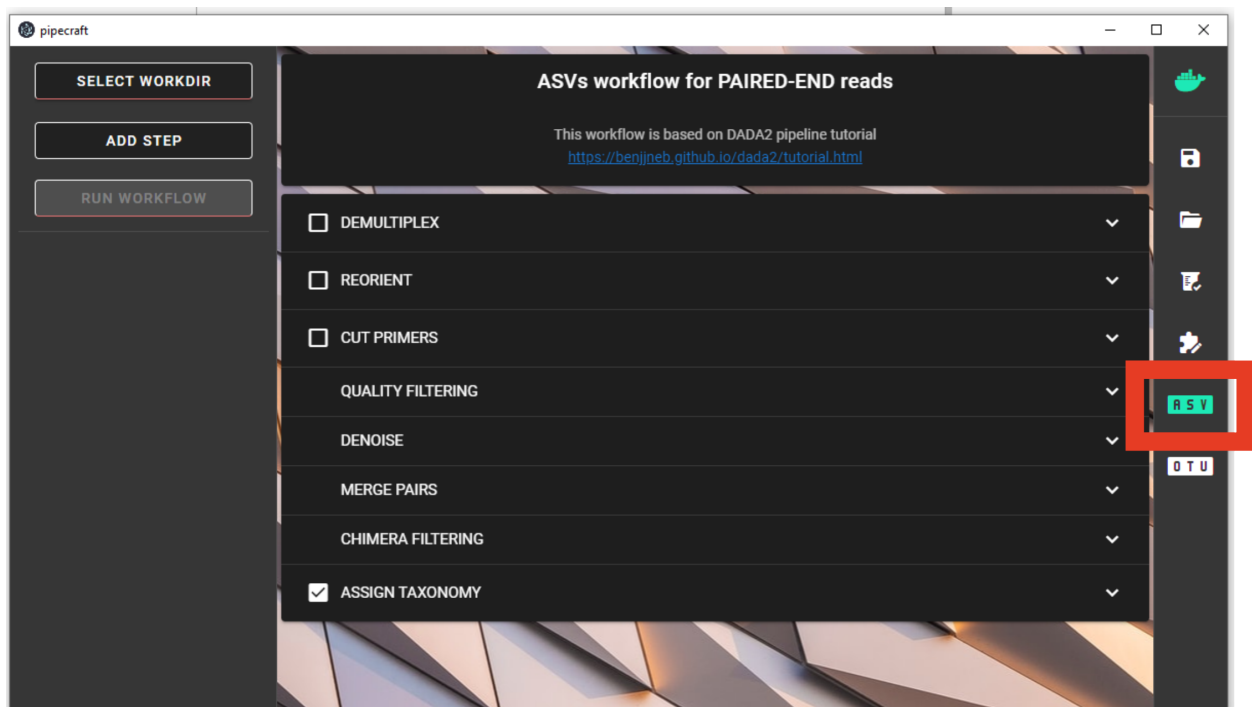 pipecraft
SELECT WORKDIR
ADD STEP
RUN WORKFLOW
ASVs workflow for PAIRED-END reads
This workflow is based on DADA2 pipeline tutorial
https://benjjneb.github.io/dada2/tutorial.html
DEMULTIPLEX
REORIENT
CUT PRIMERS
QUALITY FILTERING
DENOISE
MERGE PAIRS
CHIMERA FILTERING
ASSIGN TAXONOMY
ASV
OTU